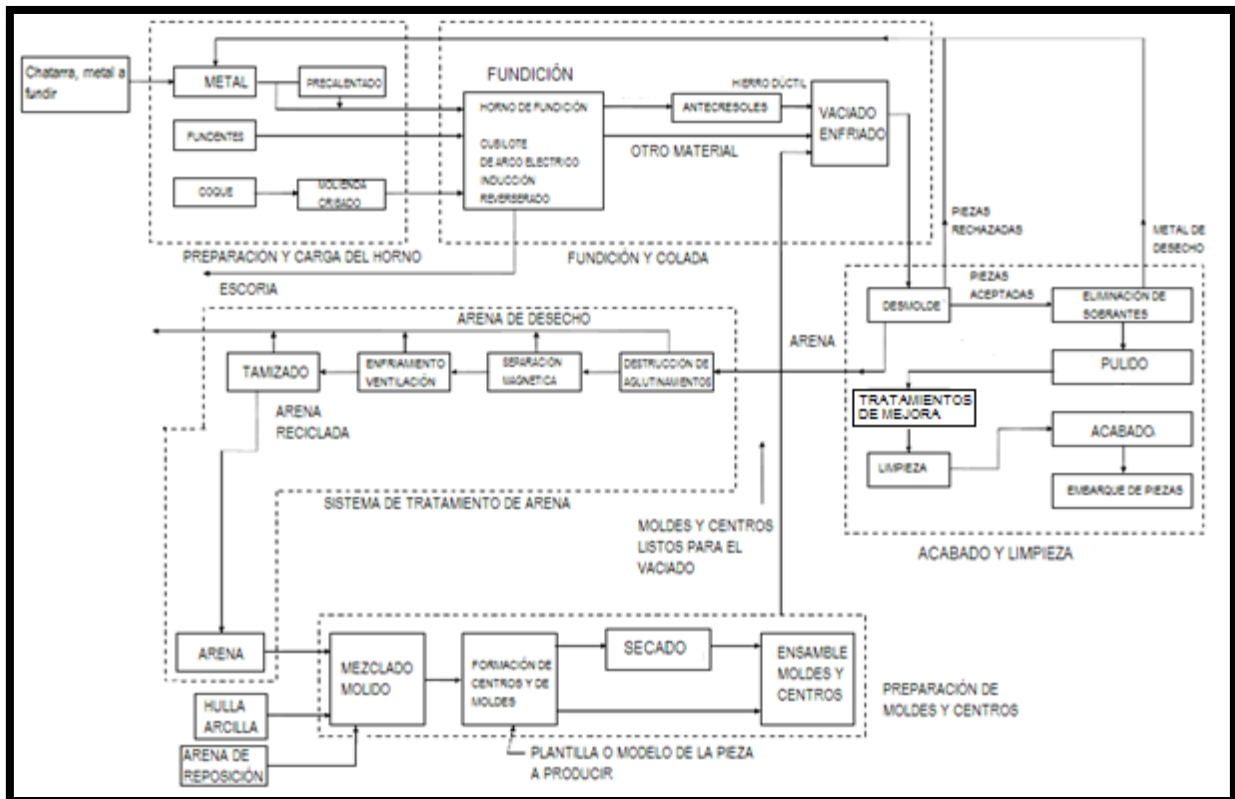 Chatarra, metal a
fundir
METAL
PRECALENTADO
FUNDENTES
COQUE
MOLIENDA
CRIBADO
PREPARACIÓN Y CARGA DEL HORNO
FUNDICIÓN
HORNO DE FUNDICIÓN
CUBILOTE
DE ARCO ELECTRICO
INDUCCIÓN
REVERSERADO
HIERRO DÚCTIL
ANTECRESOLES
OTRO MATERIAL
VACIADO
ENFRIADO
FUNDICIÓN Y COLADA
ESCORIA
PIEZAS
RECHAZADAS
METAL DE
DESECHO
DESMOLDE
PIEZAS
ACEPTADAS
ELIMINACIÓN DE
SOBRANTES
PULIDO
TRATAMIENTOS
DE MEJORA
LIMPIEZA
ACABADO
EMBARQUE DE PIEZAS
ACABADO Y LIMPIEZA
ARENA
ARENA DE DESECHO
TAMIZADO
ENFRIAMIENTO
VENTILACIÓN
SEPARACIÓN
MAGNETICA
DESTRUCCIÓN DE
AGLUTINAMIENTOS
ARENA
RECICLADA
SISTEMA DE TRATAMIENTO DE ARENA
MOLDES Y CENTROS
LISTOS PARA EL
VACIADO
ARENA
HULLA
ARCILLA
ARENA DE
REPOSICIÓN
MEZCLADO
MOLIDO
FORMACIÓN DE
CENTROS Y DE
MOLDES
SECADO
ENSAMBLE
MOLDES Y
CENTROS
PREPARACIÓN DE
MOLDES Y CENTROS
PLANTILLA O MODELO DE LA PIEZA
A PRODUCIR